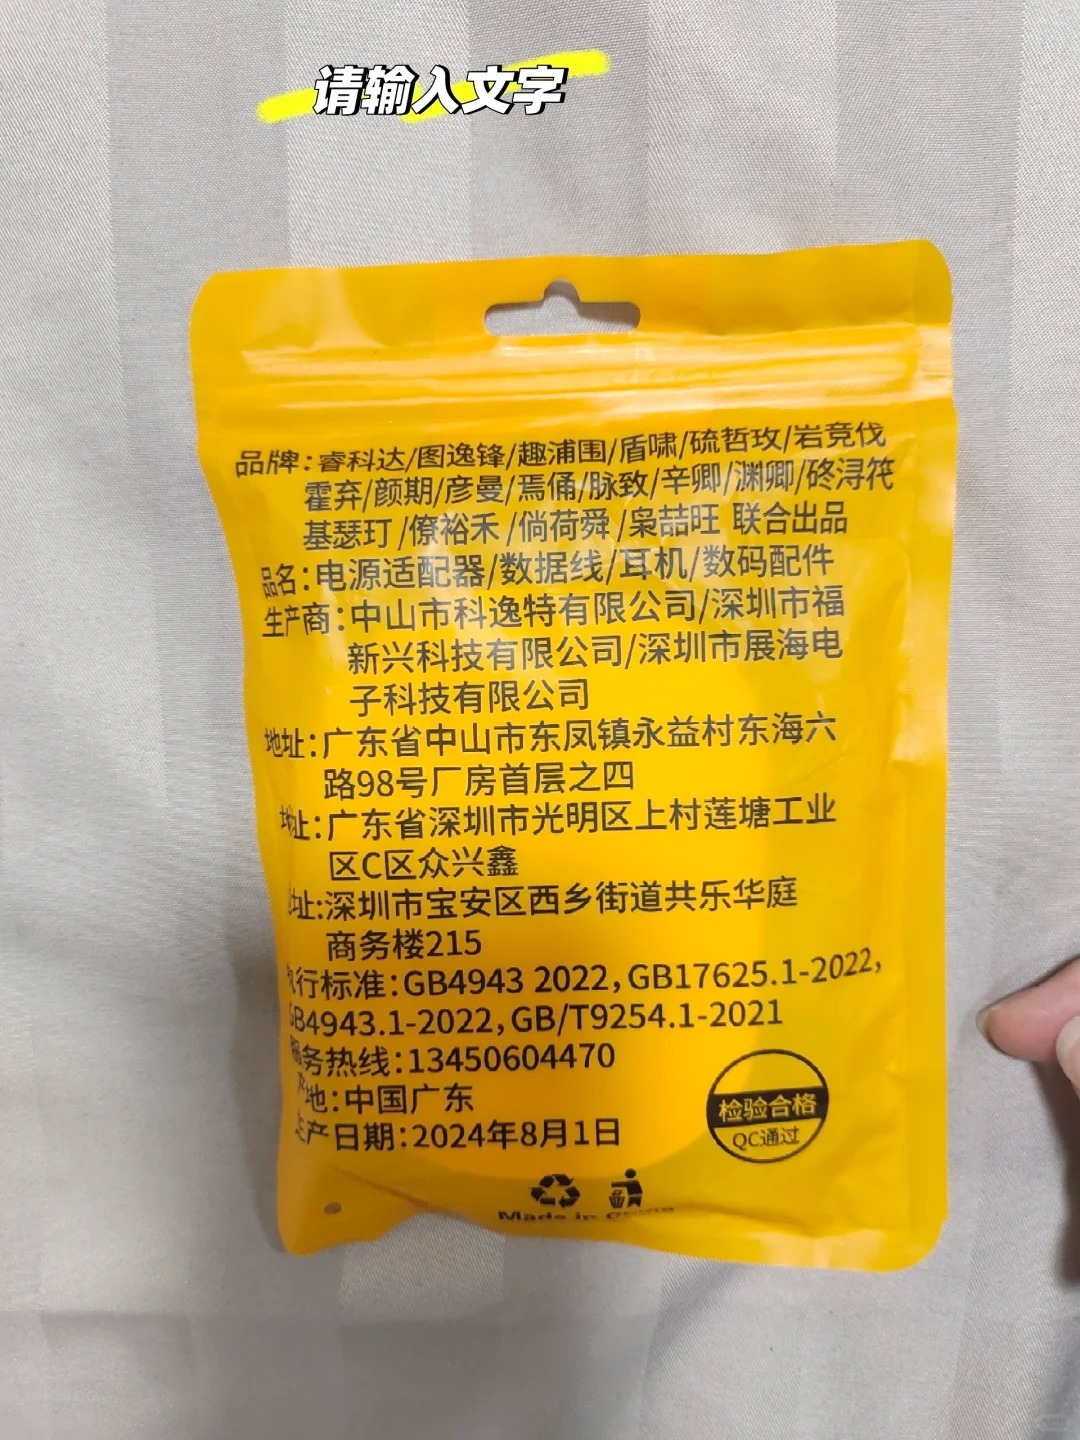 请输入文字
品牌：睿科达/图逸锋/趣浦围/盾啸/硫哲玫/岩竞伐
霍弃/颜期/彦曼/焉俑/脉致/辛卿/渊卿/硌浔符
基瑟玎/僚裕禾/倘荷舜/枭喆旺 联合出品
品名：电源适配器/数据线/耳机/数码配件
生产商：中山市科逸特有限公司/深圳市福
新兴科技有限公司/深圳市展海电
子科技有限公司
地址：广东省中山市东凤镇永益村东海六
路98号厂房首层之四
地址：广东省深圳市光明区上村莲塘工业
区C区众兴鑫
址：深圳市宝安区西乡街道共乐华庭
商务楼215
执行标准：GB4943 2022，GB17625.1-2022，
GB4943.1-2022，GB/T9254.1-2021
服务热线：13450604470
产地：中国广东
生产日期：2024年8月1日
检验合格
QC通过
Made in China